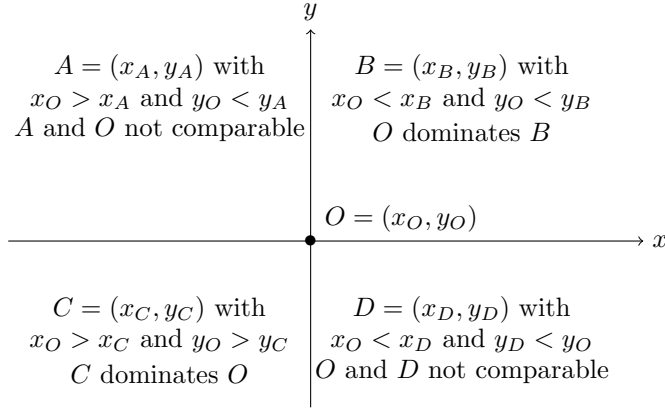 y
A = (x_A, y_A) with
x_O > x_A and y_O < y_A
A and O not comparable
B = (x_B, y_B) with
x_O < x_B and y_O < y_B
O dominates B
O = (x_O, y_O)
x
C = (x_C, y_C) with
x_O > x_C and y_O > y_C
C dominates O
D = (x_D, y_D) with
x_O < x_D and y_D < y_O
O and D not comparable